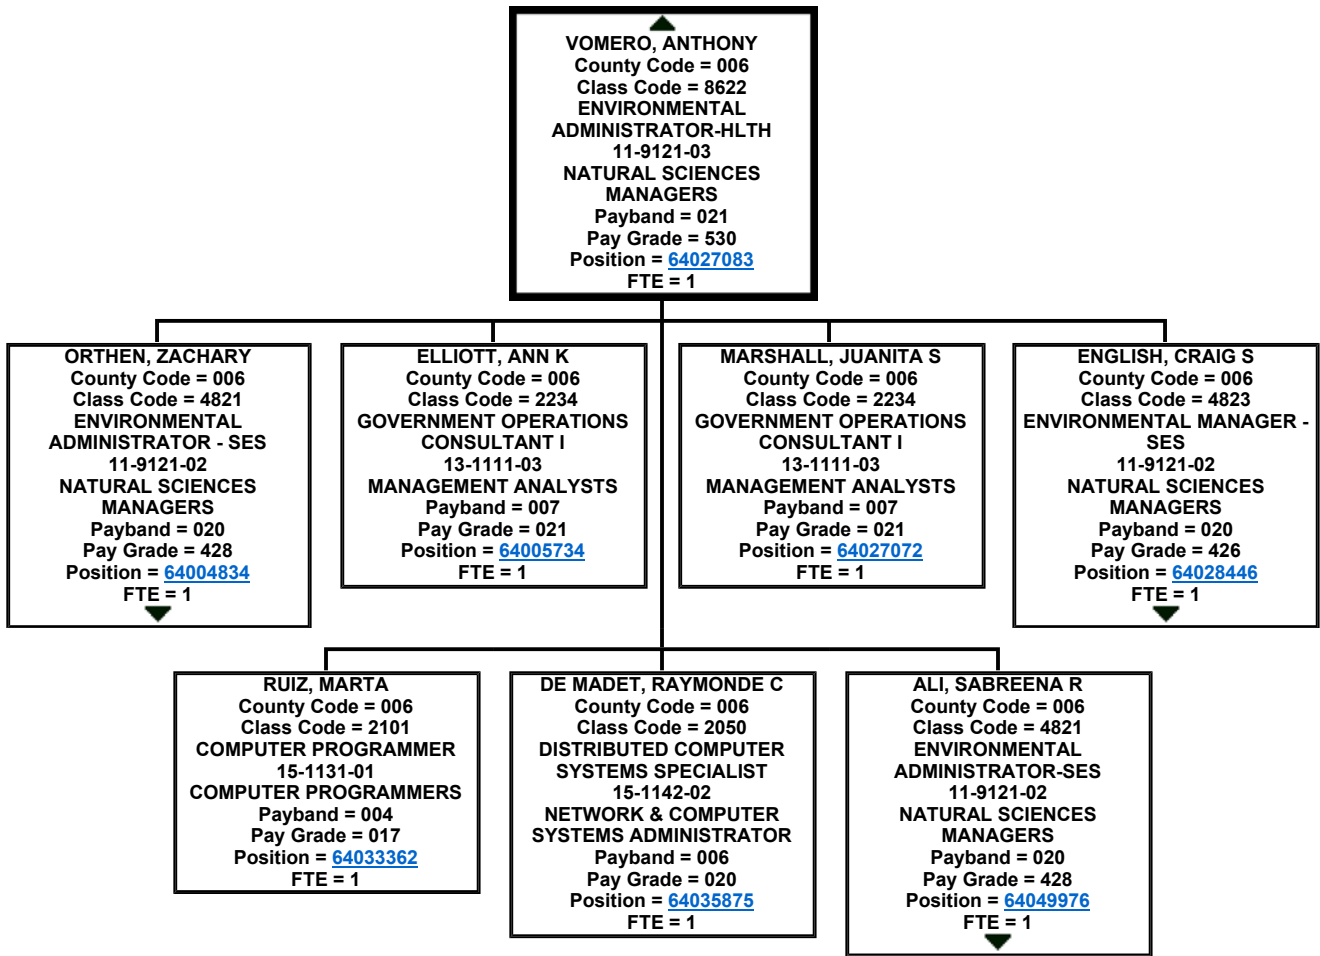 VOMERO, ANTHONY
County Code = 006
Class Code = 8622
ENVIRONMENTAL
ADMINISTRATOR-HLTH
11-9121-03
NATURAL SCIENCES
MANAGERS
Payband = 021
Pay Grade = 530
Position = 64027083
FTE = 1
ORTHEN, ZACHARY
County Code = 006
Class Code = 4821
ENVIRONMENTAL
ADMINISTRATOR - SES
11-9121-02
NATURAL SCIENCES
MANAGERS
Payband = 020
Pay Grade = 428
Position = 64004834
FTE = 1
ELLIOTT, ANN K
County Code = 006
Class Code = 2234
GOVERNMENT OPERATIONS
CONSULTANT I
13-1111-03
MANAGEMENT ANALYSTS
Payband = 007
Pay Grade = 021
Position = 64005734
FTE = 1
MARSHALL, JUANITA S
County Code = 006
Class Code = 2234
GOVERNMENT OPERATIONS
CONSULTANT I
13-1111-03
MANAGEMENT ANALYSTS
Payband = 007
Pay Grade = 021
Position = 64027072
FTE = 1
ENGLISH, CRAIG S
County Code = 006
Class Code = 4823
ENVIRONMENTAL MANAGER -
SES
11-9121-02
NATURAL SCIENCES
MANAGERS
Payband = 020
Pay Grade = 426
Position = 64028446
FTE = 1
RUIZ, MARTA
County Code = 006
Class Code = 2101
COMPUTER PROGRAMMER
15-1131-01
COMPUTER PROGRAMMERS
Payband = 004
Pay Grade = 017
Position = 64033362
FTE = 1
DE MADET, RAYMONDE C
County Code = 006
Class Code = 2050
DISTRIBUTED COMPUTER
SYSTEMS SPECIALIST
15-1142-02
NETWORK & COMPUTER
SYSTEMS ADMINISTRATOR
Payband = 006
Pay Grade = 020
Position = 64035875
FTE = 1
ALI, SABREENA R
County Code = 006
Class Code = 4821
ENVIRONMENTAL
ADMINISTRATOR-SES
11-9121-02
NATURAL SCIENCES
MANAGERS
Payband = 020
Pay Grade = 428
Position = 64049976
FTE = 1